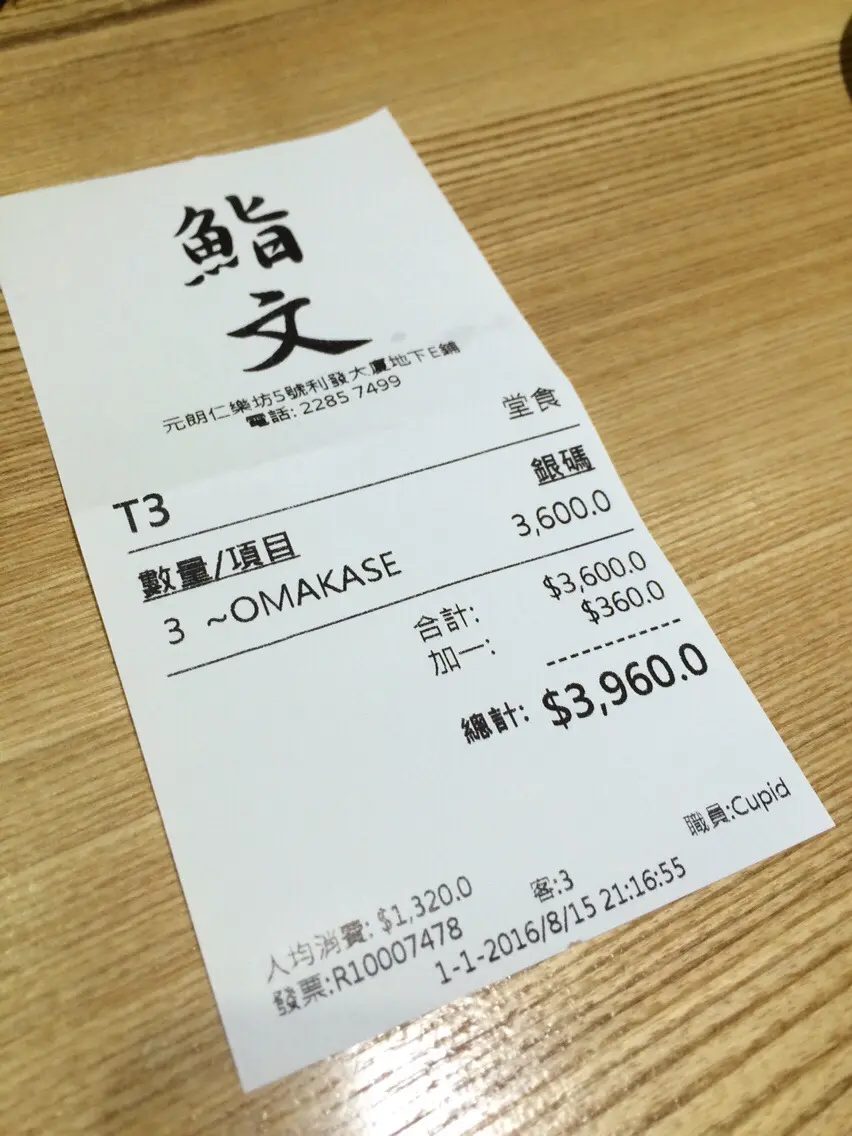 鮨
文
元朗仁樂坊5號利發大廈地下E鋪
電話: 2285 7499
堂食
T3
數量/項目 銀碼
3 ~OMAKASE 3,600.0
合計: $3,600.0
加一: $360.0
總計: $3,960.0
職員:Cupid
人均消費: $1,320.0 客:3
發票:R10007478 1-1-2016/8/15 21:16:55